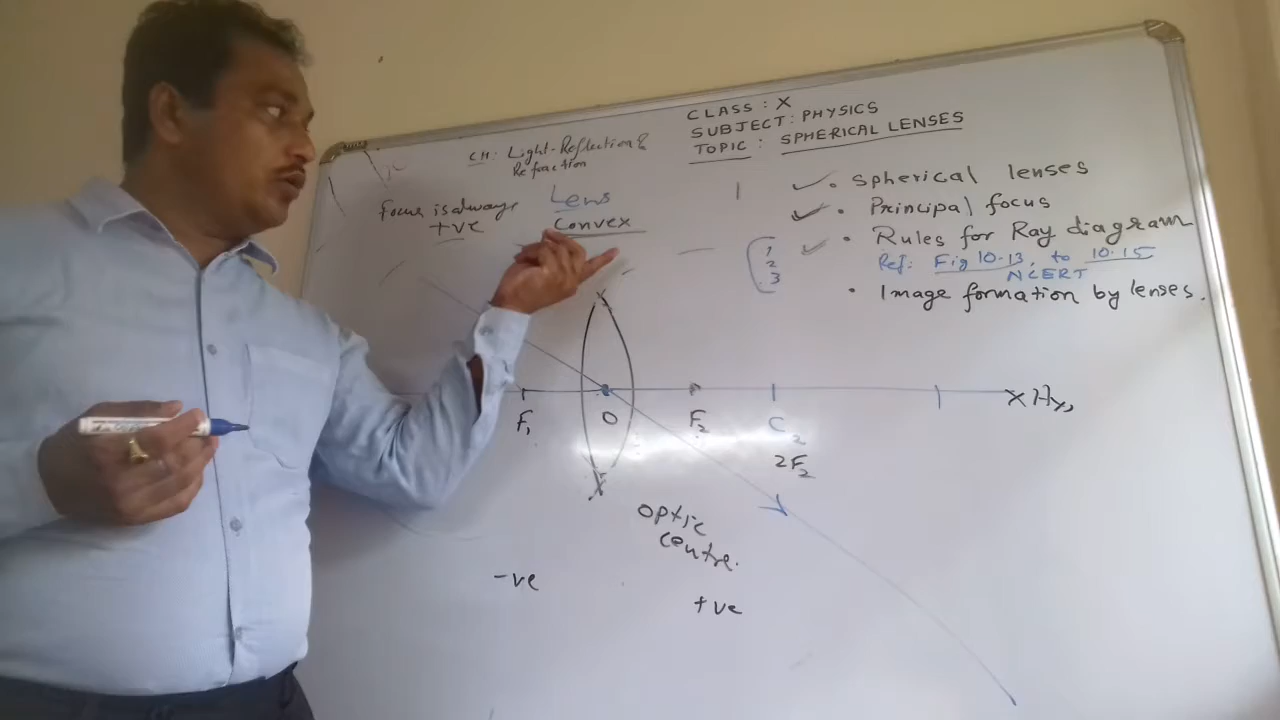 CLASS : X
SUBJECT : PHYSICS
TOPIC : SPHERICAL LENSES
CH: Light-Reflection &
Refraction
Focus is always
+ve
Lens
Convex
• Spherical lenses
• Principal focus
• Rules for Ray diagram
Ref: Fig 10.13, to 10.15
NCERT
1
2
3
• Image formation by lenses.
F₁
O
F₂
C₂
2F₂
X
optic
centre.
-ve
+ve